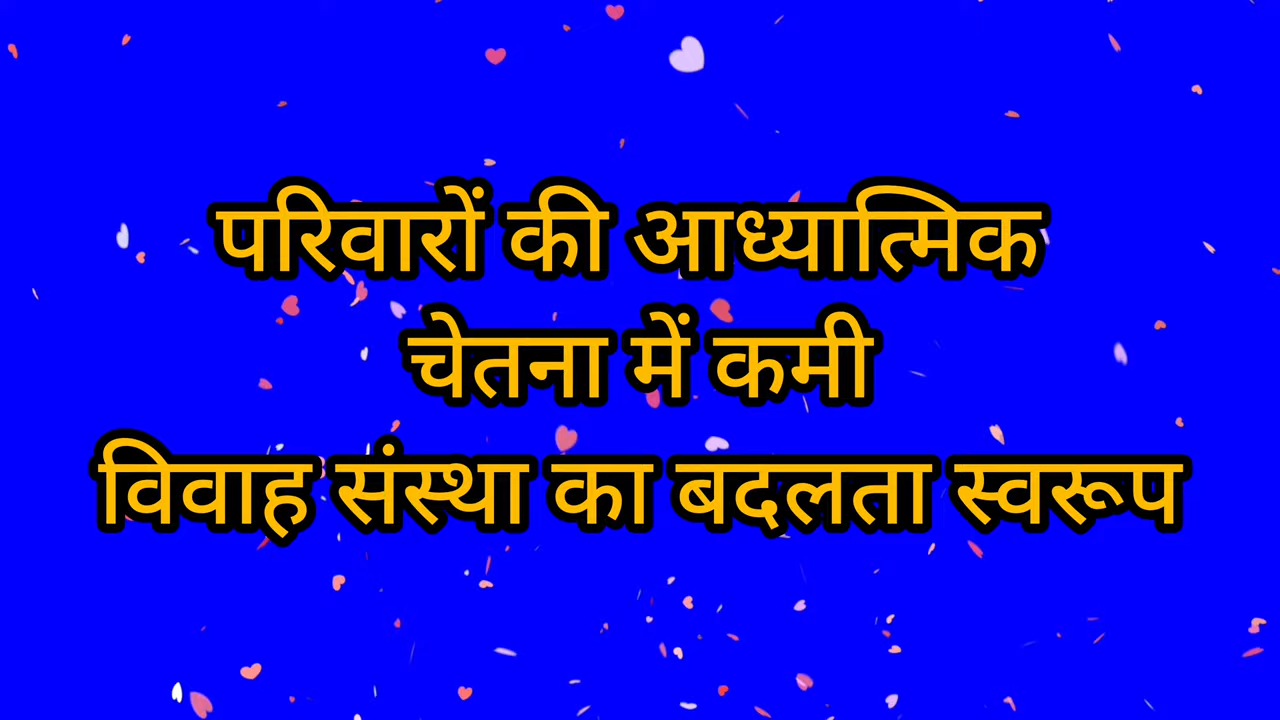 परिवारों की आध्यात्मिक
चेतना में कमी
विवाह संस्था का बदलता स्वरूप